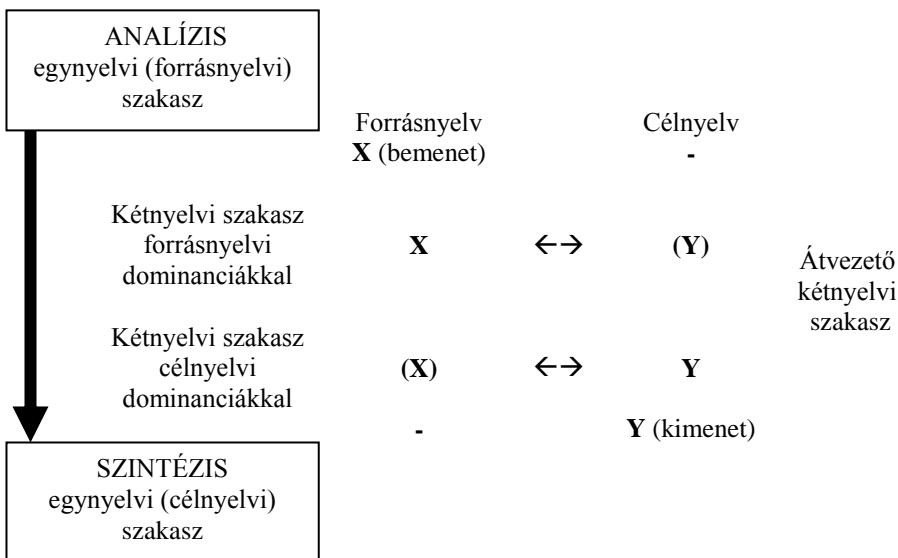 ANALÍZIS
egynyelvi (forrásnyelvi)
szakasz
Forrásnyelv Célnyelv
X (bemenet) -
Kétnyelvi szakasz
forrásnyelvi
dominanciákkal
X ←→ (Y)
Átvezető
kétnyelvi
szakasz
Kétnyelvi szakasz
célnyelvi
dominanciákkal
(X) ←→ Y
- Y (kimenet)
SZINTÉZIS
egynyelvi (célnyelvi)
szakasz